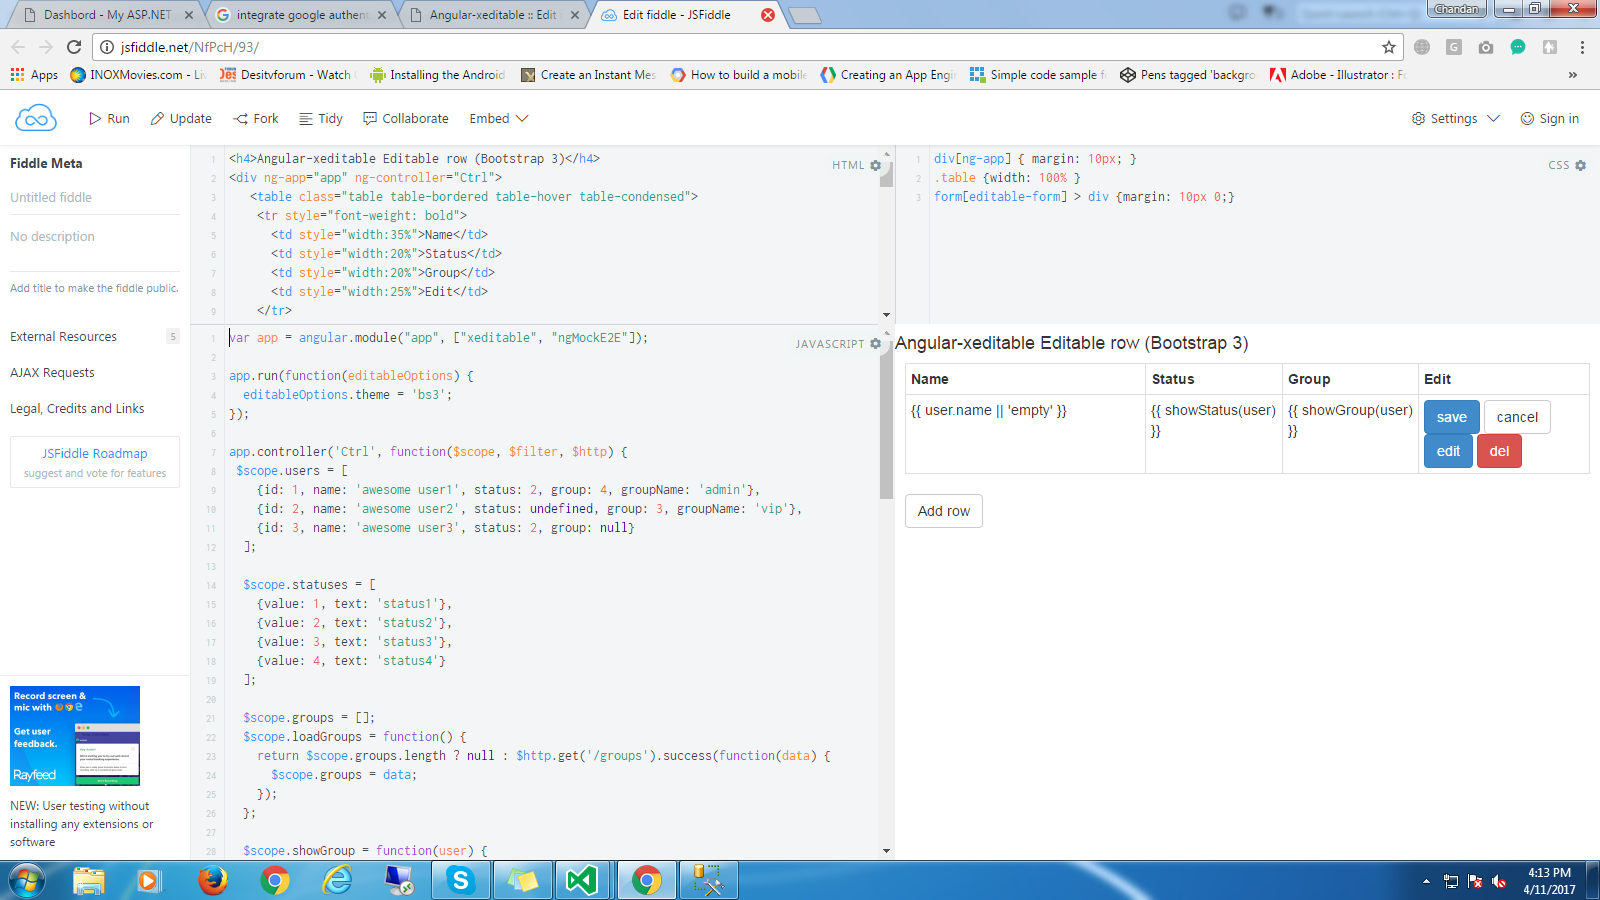 Dashbord - My ASP.NET
integrate google authent
Angular-xeditable :: Edit
Edit fiddle - JSFiddle
Chandan
jsfiddle.net/NfPcH/93/
Apps
INOXMovies.com - Liv
Desitvforum - Watch
Installing the Android
Create an Instant Mes
How to build a mobile
Creating an App Engin
Simple code sample f
Pens tagged 'backgro
Adobe - Illustrator : Fo
»
Run
Update
Fork
Tidy
Collaborate
Embed
Settings
Sign in
Fiddle Meta
Untitled fiddle
No description
Add title to make the fiddle public.
External Resources 5
AJAX Requests
Legal, Credits and Links
JSFiddle Roadmap
suggest and vote for features
Record screen &
mic with
Get user
feedback.
Rayfeed
NEW: User testing without
installing any extensions or
software
HTML
1 <h4>Angular-xeditable Editable row (Bootstrap 3)</h4>
2 <div ng-app="app" ng-controller="Ctrl">
3 <table class="table table-bordered table-hover table-condensed">
4 <tr style="font-weight: bold">
5 <td style="width:35%">Name</td>
6 <td style="width:20%">Status</td>
7 <td style="width:20%">Group</td>
8 <td style="width:25%">Edit</td>
9 </tr>
JAVASCRIPT
1 var app = angular.module("app", ["xeditable", "ngMockE2E"]);
2
3 app.run(function(editableOptions) {
4 editableOptions.theme = 'bs3';
5 });
6
7 app.controller('Ctrl', function($scope, $filter, $http) {
8 $scope.users = [
9 {id: 1, name: 'awesome user1', status: 2, group: 4, groupName: 'admin'},
10 {id: 2, name: 'awesome user2', status: undefined, group: 3, groupName: 'vip'},
11 {id: 3, name: 'awesome user3', status: 2, group: null}
12 ];
13
14 $scope.statuses = [
15 {value: 1, text: 'status1'},
16 {value: 2, text: 'status2'},
17 {value: 3, text: 'status3'},
18 {value: 4, text: 'status4'}
19 ];
20
21 $scope.groups = [];
22 $scope.loadGroups = function() {
23 return $scope.groups.length ? null : $http.get('/groups').success(function(data) {
24 $scope.groups = data;
25 });
26 };
27
28 $scope.showGroup = function(user) {
CSS
1 div[ng-app] { margin: 10px; }
2 .table {width: 100% }
3 form[editable-form] > div {margin: 10px 0;}
Angular-xeditable Editable row (Bootstrap 3)
Name Status Group Edit
{{ user.name || 'empty' }}
{{ showStatus(user)
}}
{{ showGroup(user)
}}
save cancel
edit del
Add row
4:13 PM
4/11/2017